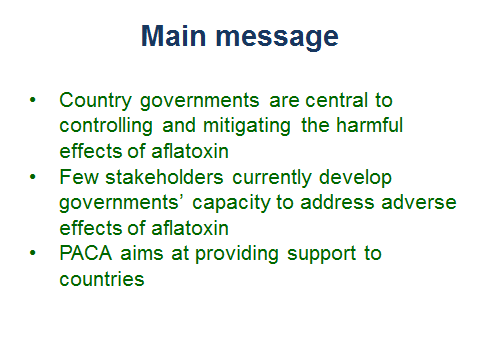 Main message
• Country governments are central to
controlling and mitigating the harmful
effects of aflatoxin
• Few stakeholders currently develop
governments’ capacity to address adverse
effects of aflatoxin
• PACA aims at providing support to
countries